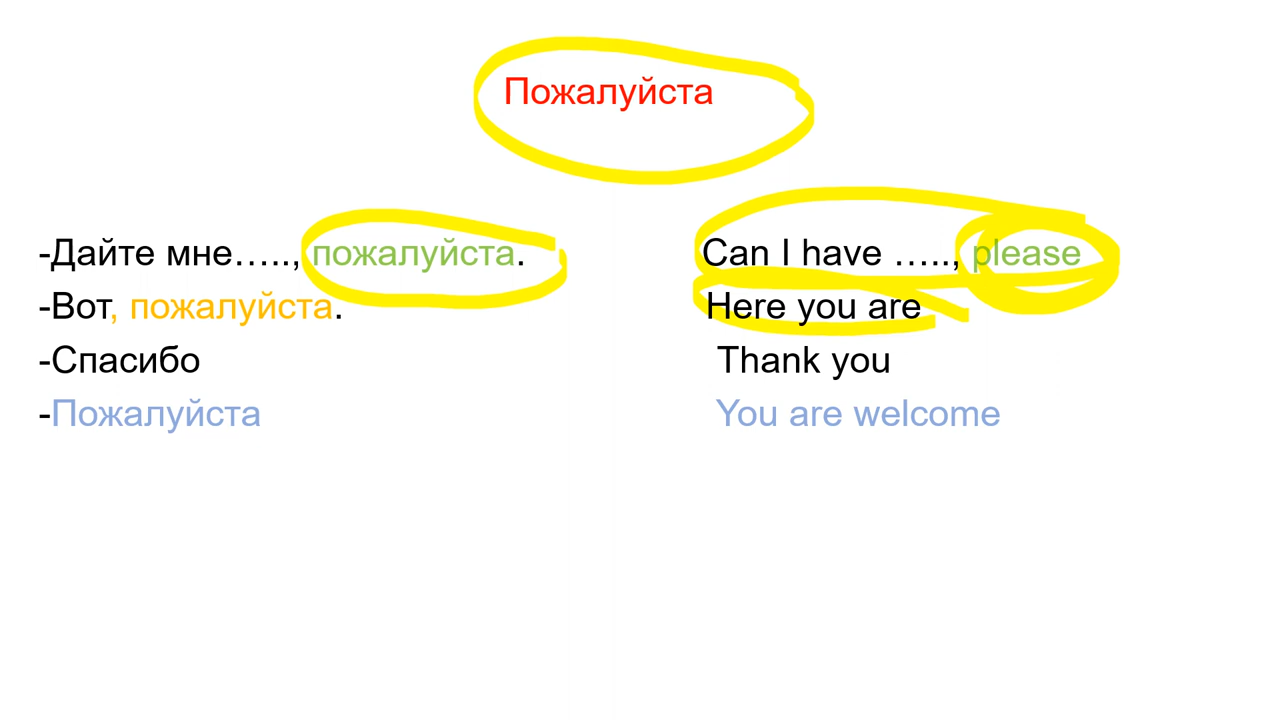 Пожалуйста
-Дайте мне….., пожалуйста. Can I have ….., please
-Вот, пожалуйста. Here you are
-Спасибо Thank you
-Пожалуйста You are welcome